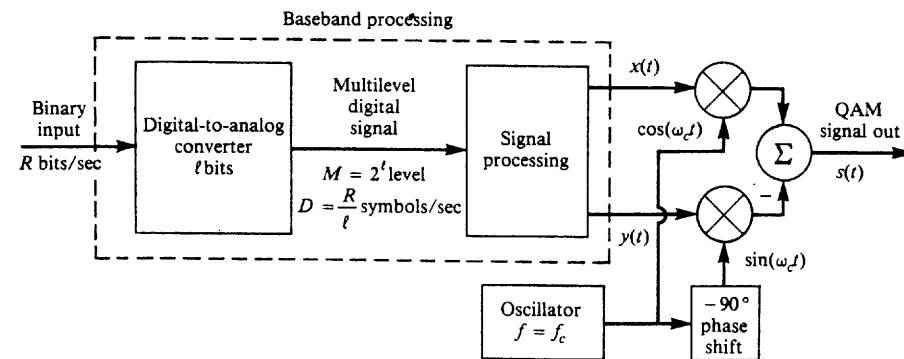 Baseband processing
Binary
input
R bits/sec
Digital-to-analog
converter
ℓ bits
Multilevel
digital
signal
M = 2^ℓ level
D = R/ℓ symbols/sec
Signal
processing
x(t)
cos(ω_c t)
Σ
QAM
signal out
s(t)
−
y(t)
sin(ω_c t)
Oscillator
f = f_c
−90°
phase
shift